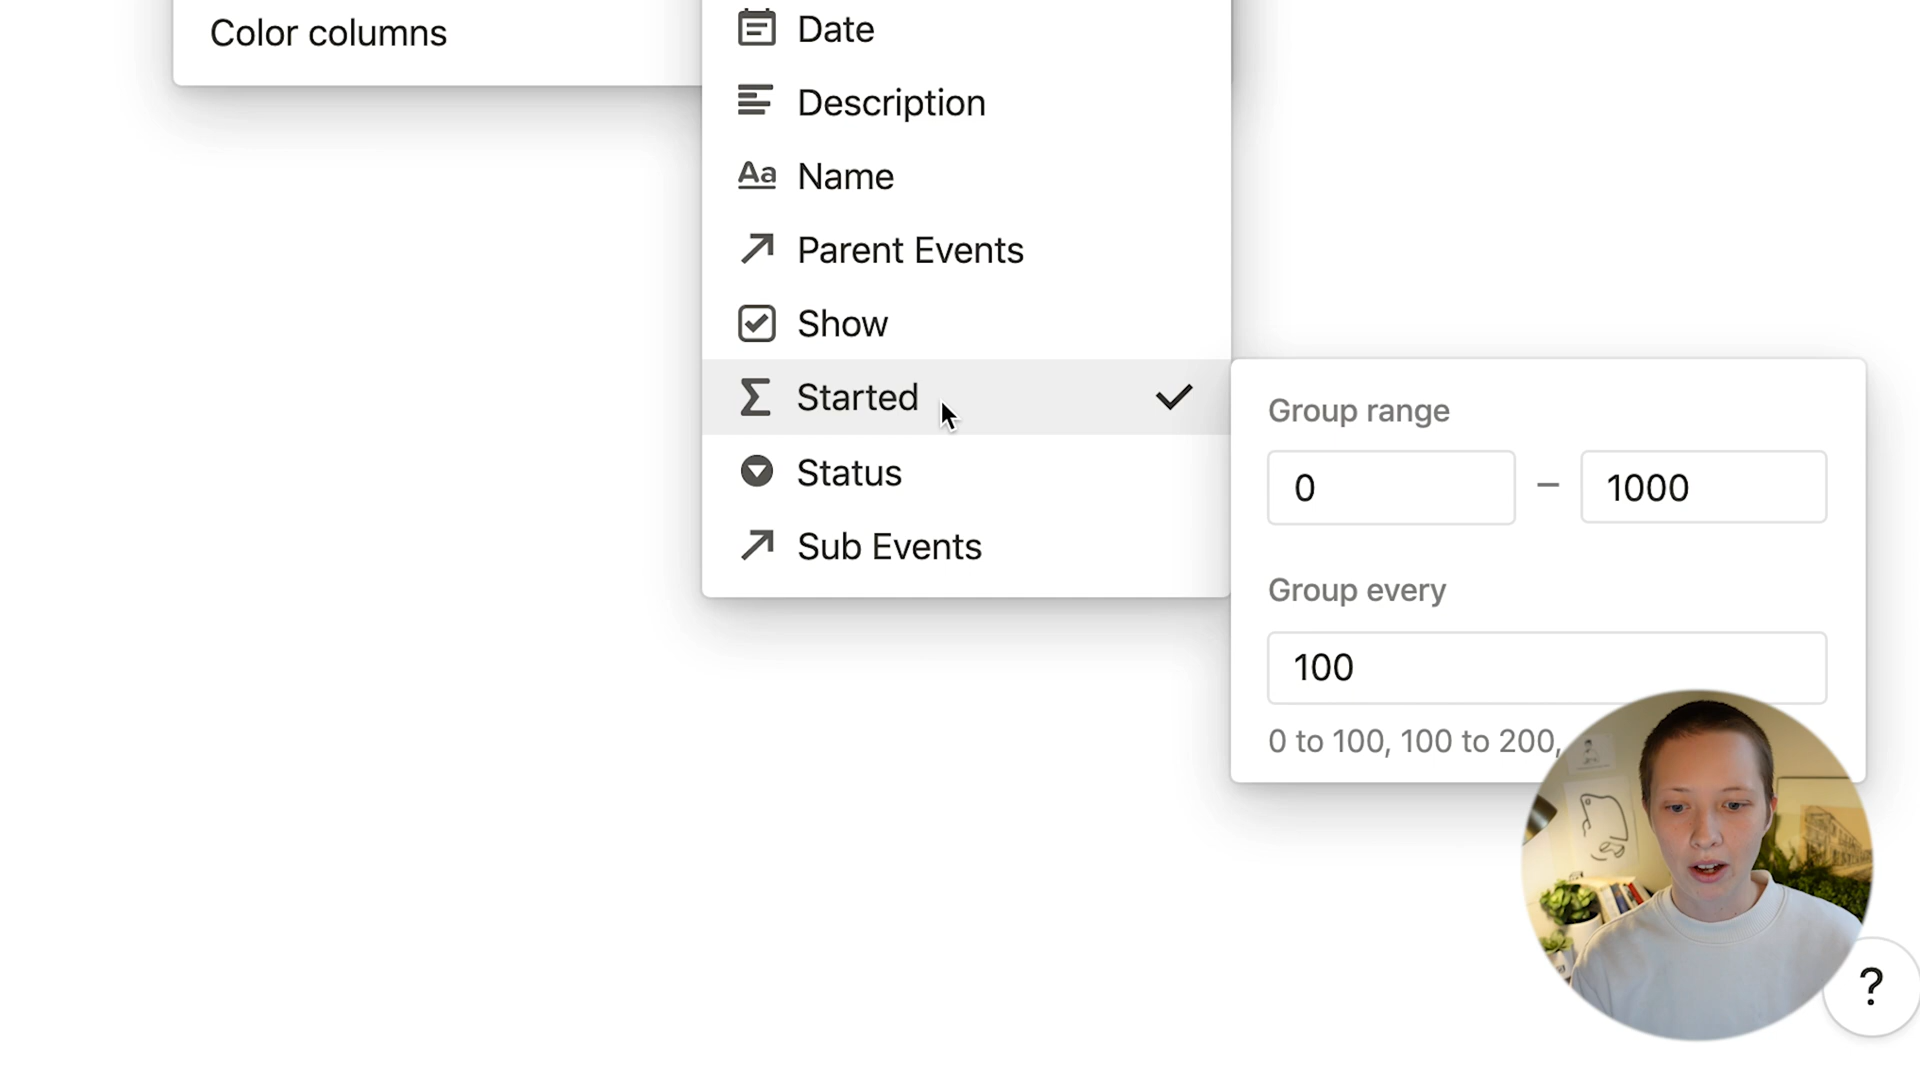 Color columns
Date
Description
Aa Name
Parent Events
Show
Started
Status
Sub Events
Group range
0 – 1000
Group every
100
0 to 100, 100 to 200,
?